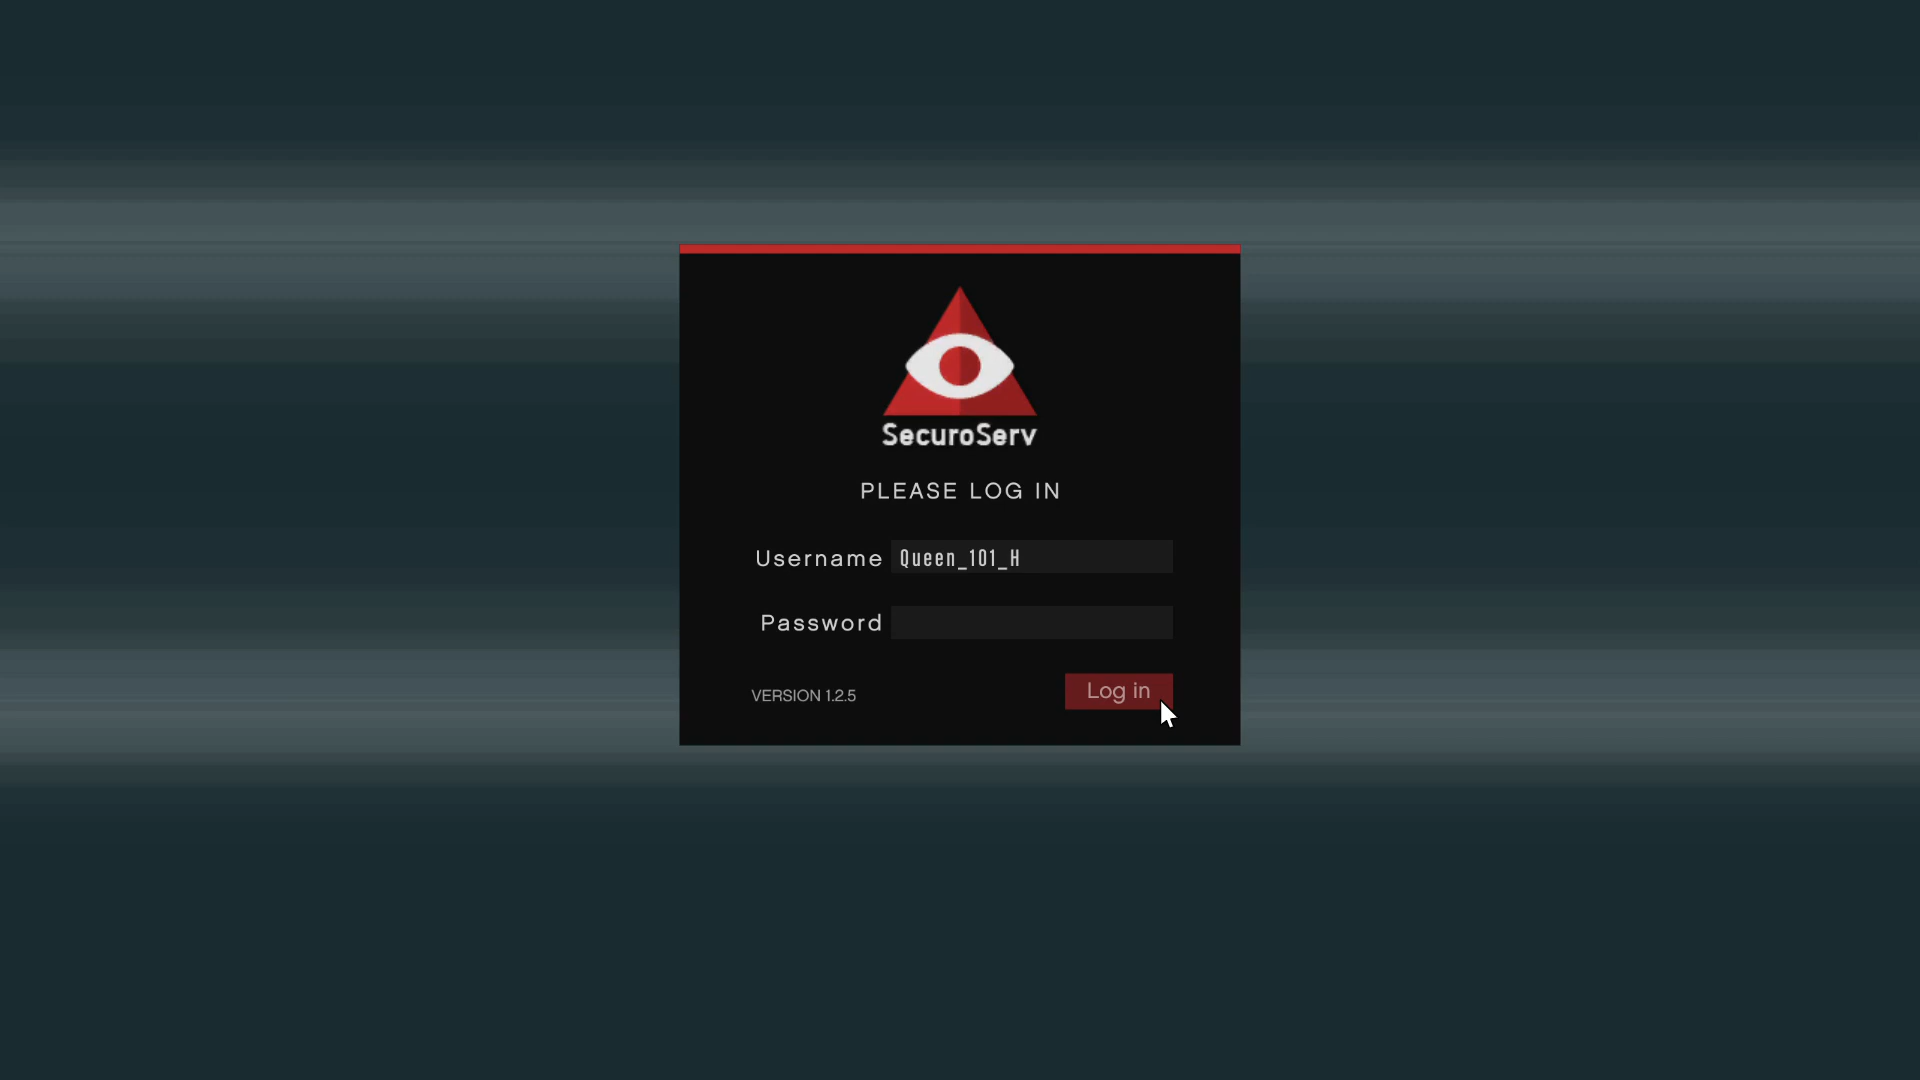 SecuroServ
PLEASE LOG IN
Username Queen_101_H
Password
VERSION 1.2.5 Log in